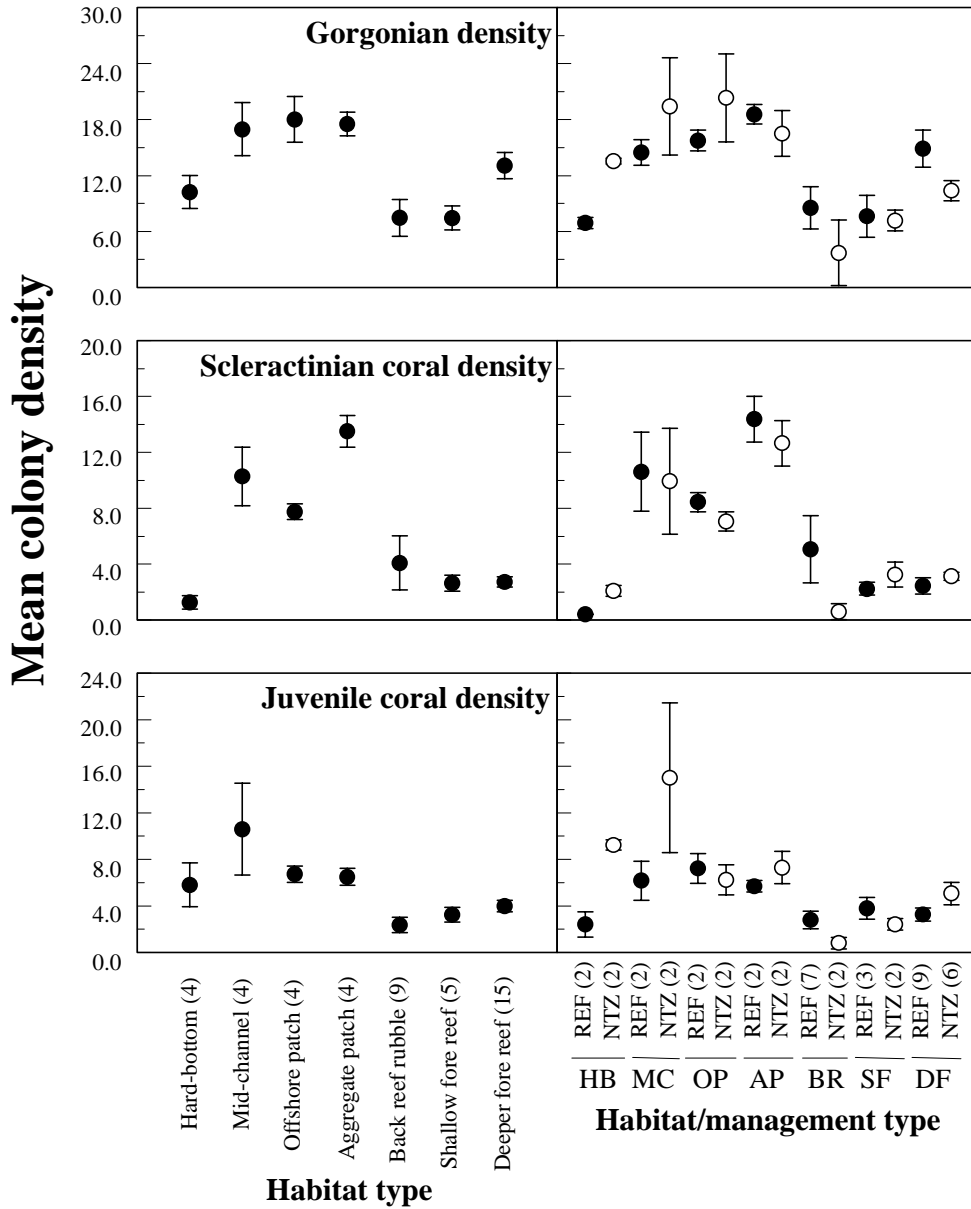 Mean colony density
Gorgonian density
30.0
24.0
18.0
12.0
6.0
0.0
Scleractinian coral density
20.0
16.0
12.0
8.0
4.0
0.0
Juvenile coral density
24.0
20.0
16.0
12.0
8.0
4.0
0.0
Hard-bottom (4)
Mid-channel (4)
Offshore patch (4)
Aggregate patch (4)
Back reef rubble (9)
Shallow fore reef (5)
Deeper fore reef (15)
Habitat type
REF (2)
NTZ (2)
REF (2)
NTZ (2)
REF (2)
NTZ (2)
REF (2)
NTZ (2)
REF (7)
NTZ (2)
REF (3)
NTZ (2)
REF (9)
NTZ (6)
HB MC OP AP BR SF DF
Habitat/management type